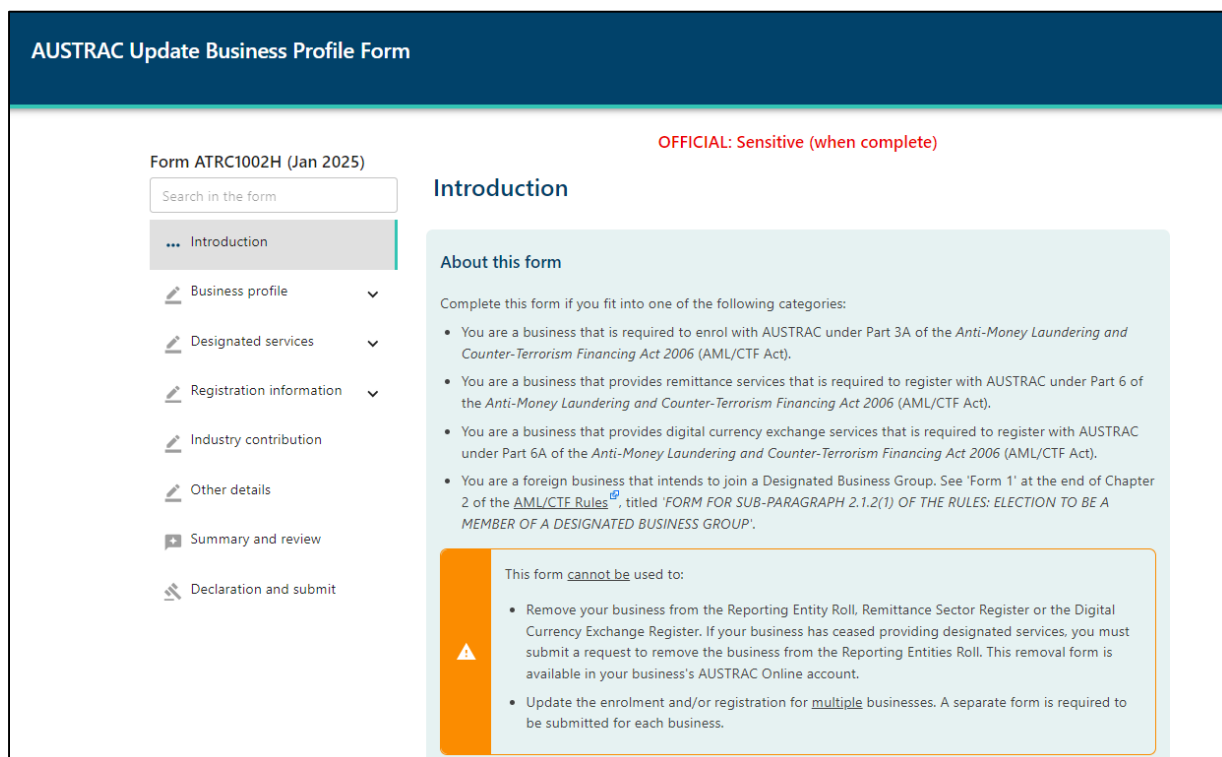 AUSTRAC Update Business Profile Form
OFFICIAL: Sensitive (when complete)
Form ATRC1002H (Jan 2025)
Search in the form
Introduction
Business profile
Designated services
Registration information
Industry contribution
Other details
Summary and review
Declaration and submit
Introduction
About this form
Complete this form if you fit into one of the following categories:
• You are a business that is required to enrol with AUSTRAC under Part 3A of the Anti-Money Laundering and
Counter-Terrorism Financing Act 2006 (AML/CTF Act).
• You are a business that provides remittance services that is required to register with AUSTRAC under Part 6 of
the Anti-Money Laundering and Counter-Terrorism Financing Act 2006 (AML/CTF Act).
• You are a business that provides digital currency exchange services that is required to register with AUSTRAC
under Part 6A of the Anti-Money Laundering and Counter-Terrorism Financing Act 2006 (AML/CTF Act).
• You are a foreign business that intends to join a Designated Business Group. See 'Form 1' at the end of Chapter
2 of the AML/CTF Rules, titled 'FORM FOR SUB-PARAGRAPH 2.1.2(1) OF THE RULES: ELECTION TO BE A
MEMBER OF A DESIGNATED BUSINESS GROUP'.
This form cannot be used to:
• Remove your business from the Reporting Entity Roll, Remittance Sector Register or the Digital
Currency Exchange Register. If your business has ceased providing designated services, you must
submit a request to remove the business from the Reporting Entities Roll. This removal form is
available in your business's AUSTRAC Online account.
• Update the enrolment and/or registration for multiple businesses. A separate form is required to
be submitted for each business.